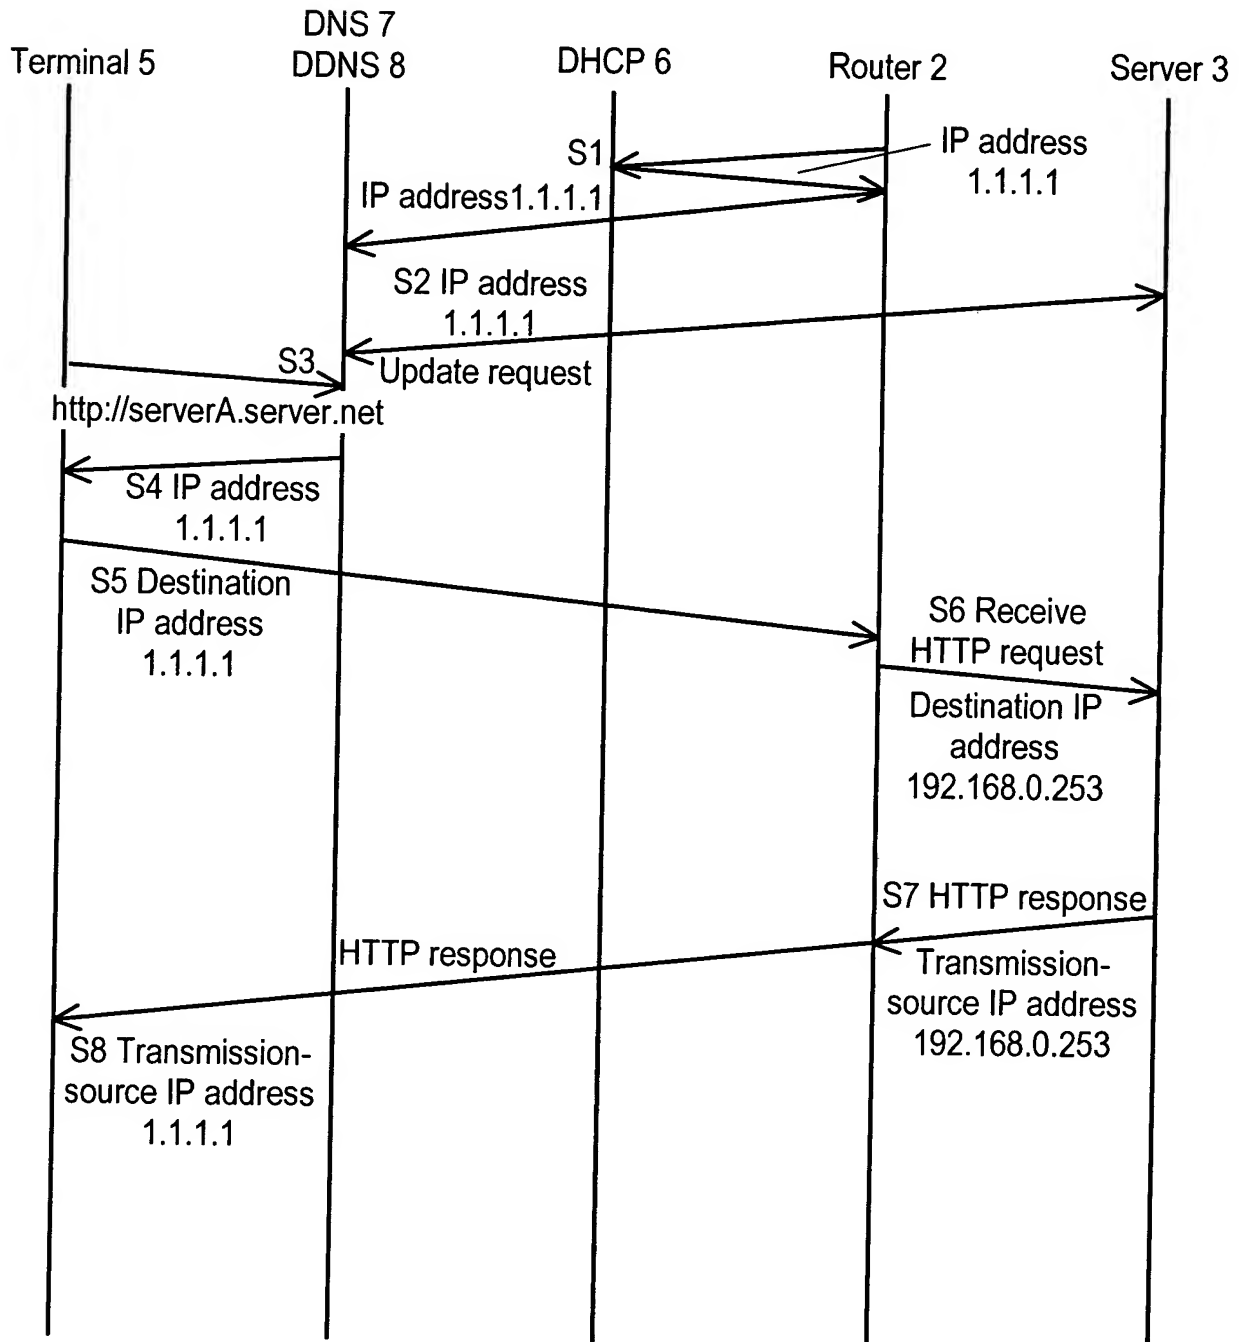 DNS 7
Terminal 5
DDNS 8
DHCP 6
Router 2
Server 3
S1
IP address
1.1.1.1
IP address1.1.1.1
S2 IP address
1.1.1.1
S3
Update request
http://serverA.server.net
S4 IP address
1.1.1.1
S5 Destination
IP address
1.1.1.1
S6 Receive
HTTP request
Destination IP
address
192.168.0.253
S7 HTTP response
HTTP response
Transmission-
source IP address
192.168.0.253
S8 Transmission-
source IP address
1.1.1.1